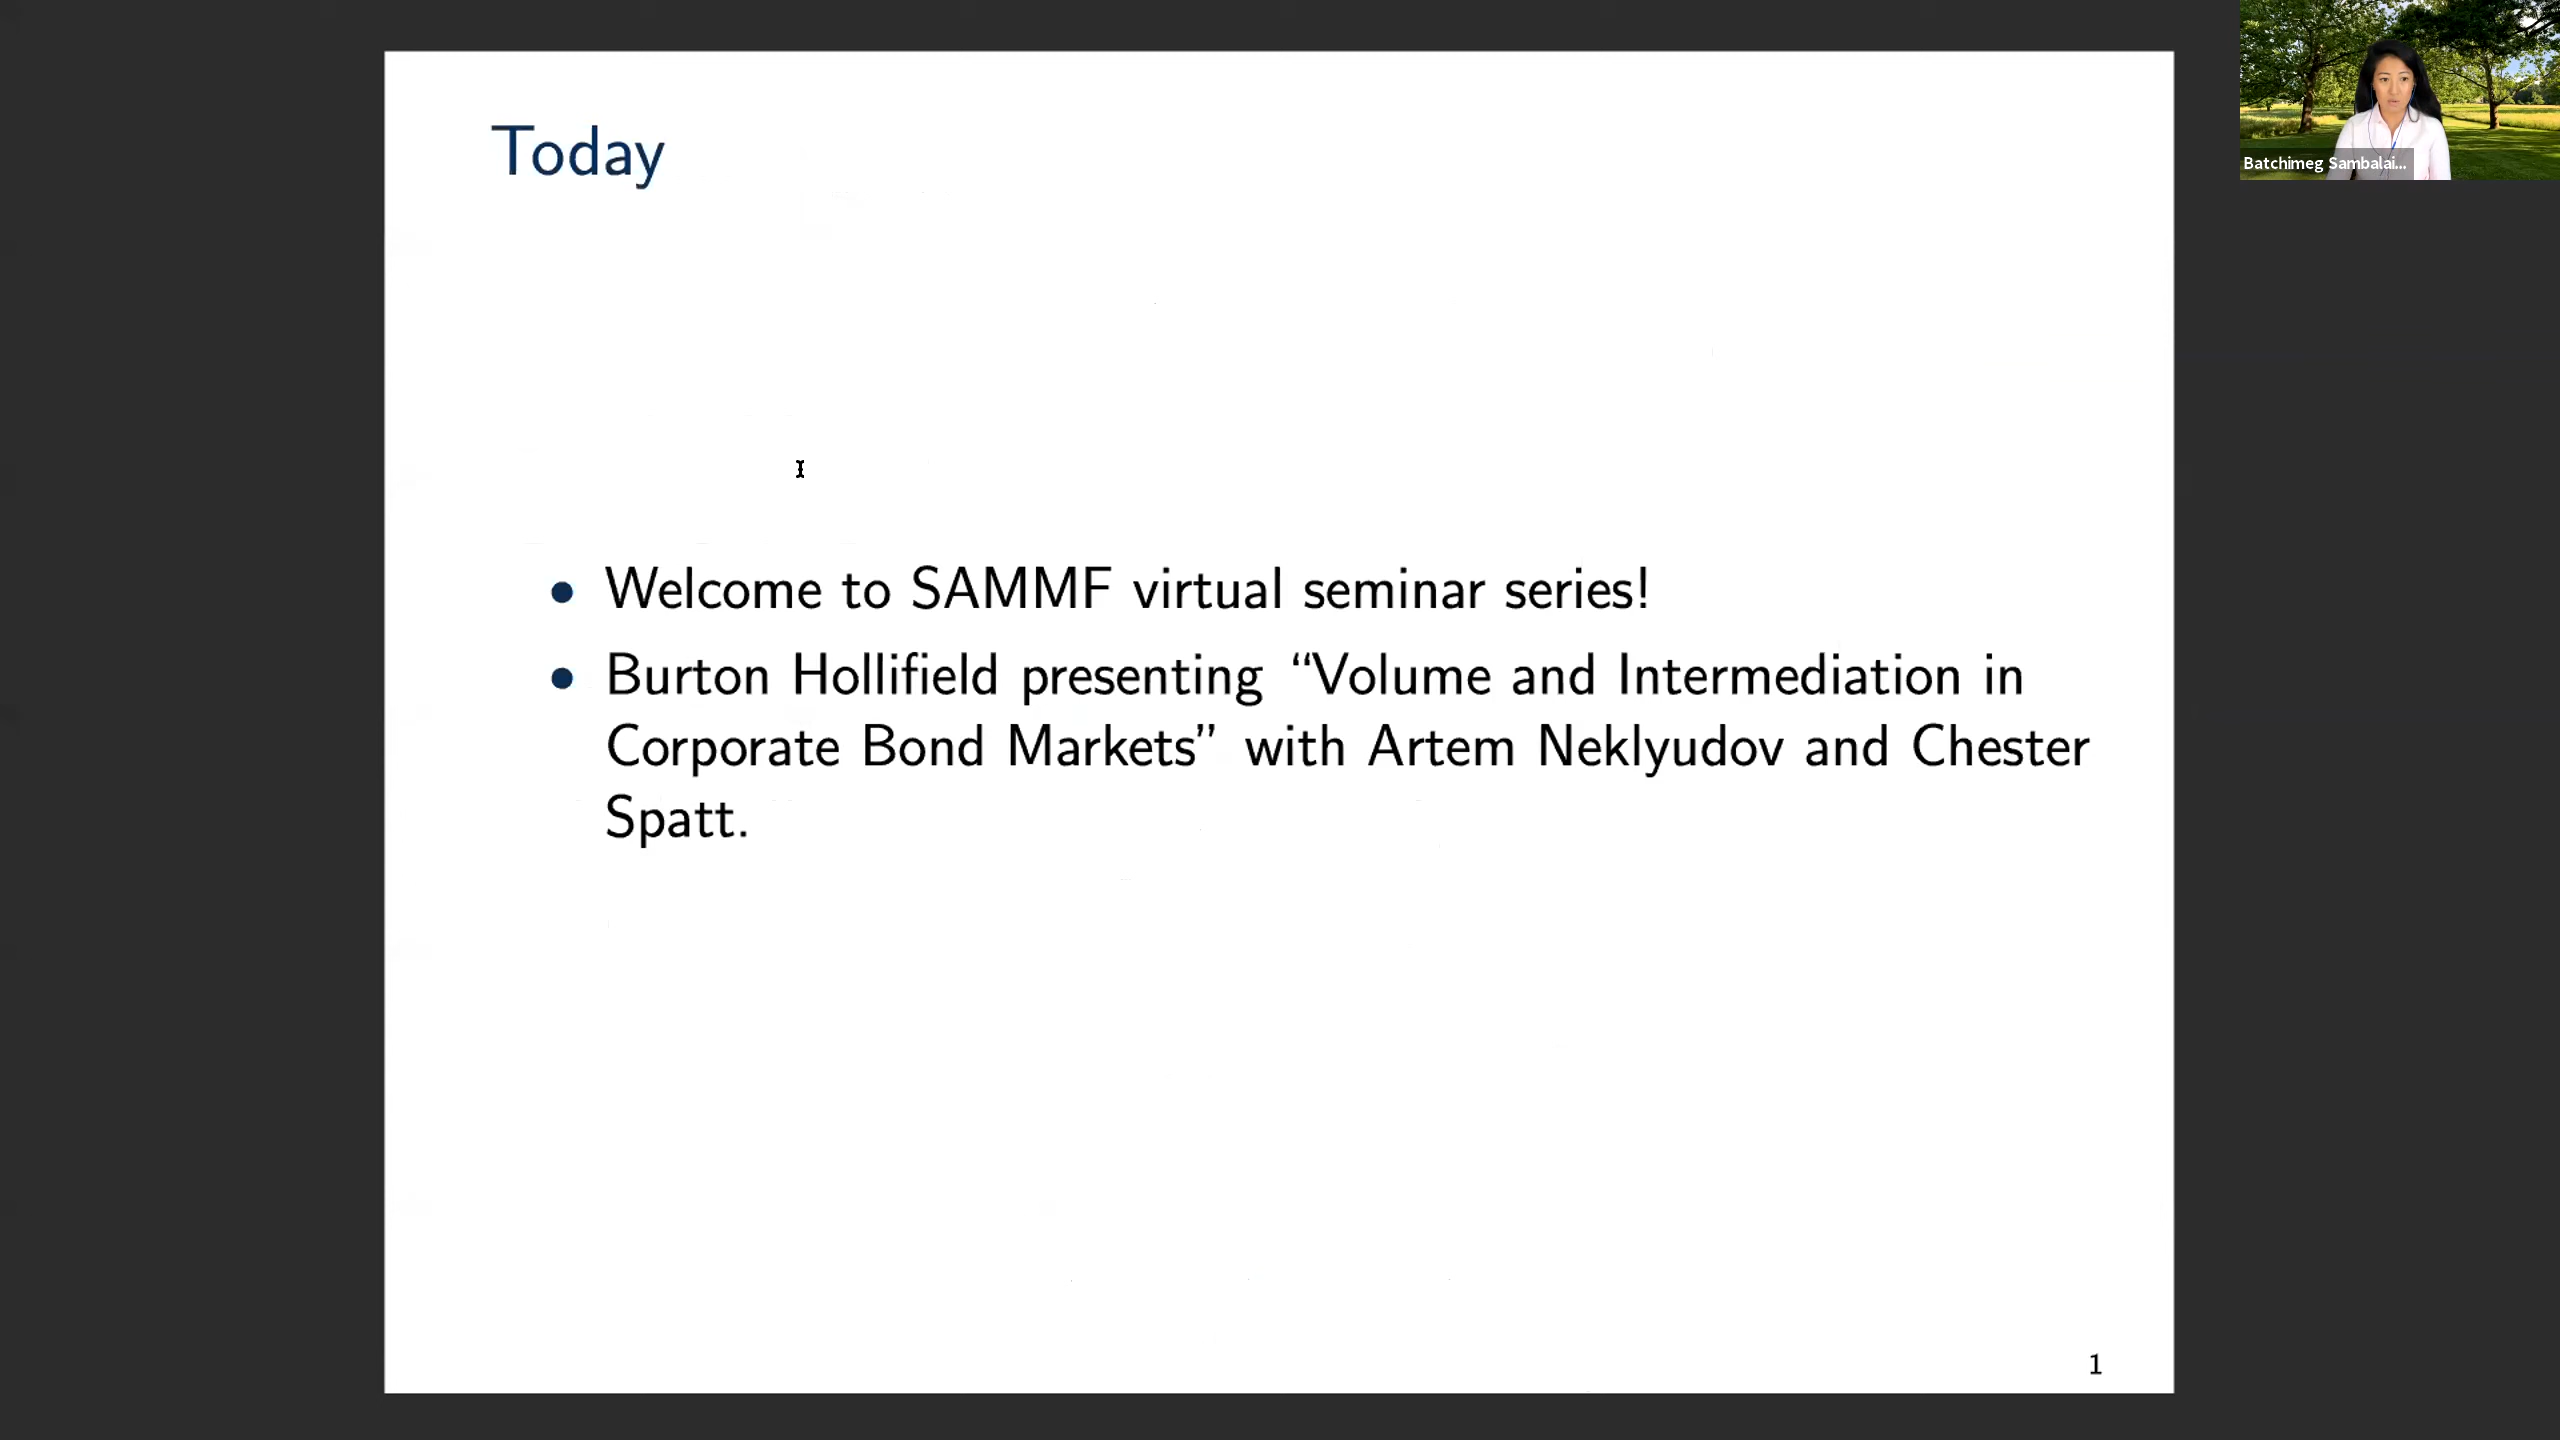 Today
• Welcome to SAMMF virtual seminar series!
• Burton Hollifield presenting “Volume and Intermediation in
Corporate Bond Markets” with Artem Neklyudov and Chester
Spatt.
1
Batchimeg Sambalai...